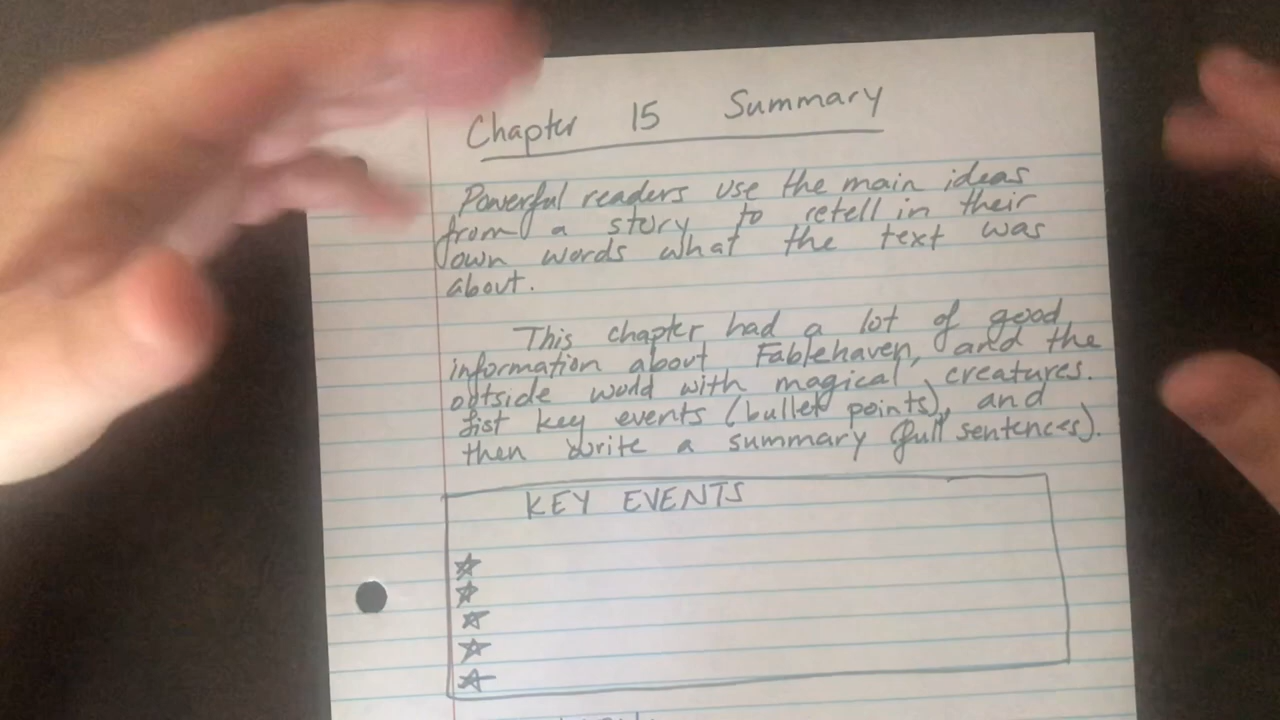 Chapter 15 Summary
Powerful readers use the main ideas
from a story to retell in their
own words what the text was
about.
This chapter had a lot of good
information about Fablehaven, and the
outside world with magical creatures.
List key events (bullet points), and
then write a summary (full sentences).
KEY EVENTS